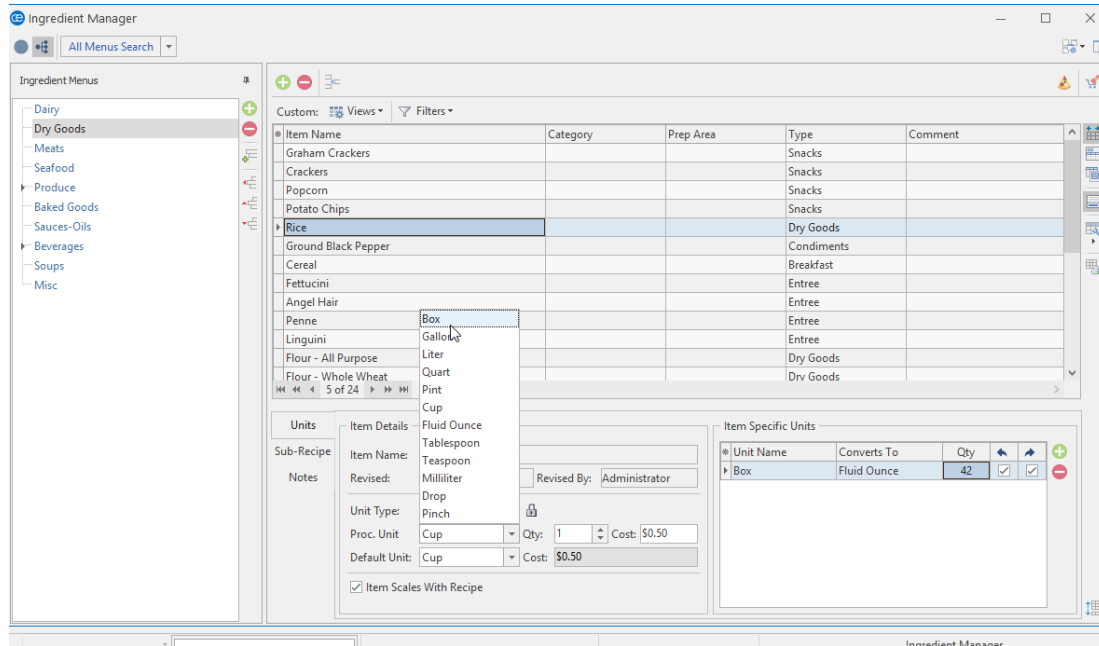 Ingredient Manager
All Menus Search
Ingredient Menus
Dairy
Dry Goods
Meats
Seafood
Produce
Baked Goods
Sauces-Oils
Beverages
Soups
Misc
Custom: Views Filters
Item Name Category Prep Area Type Comment
Graham Crackers Snacks
Crackers Snacks
Popcorn Snacks
Potato Chips Snacks
Rice Dry Goods
Ground Black Pepper Condiments
Cereal Breakfast
Fettucini Entree
Angel Hair Entree
Penne Entree
Linguini Entree
Flour - All Purpose Dry Goods
Flour - Whole Wheat Dry Goods
5 of 24
Box
Gallon
Liter
Quart
Pint
Cup
Fluid Ounce
Tablespoon
Teaspoon
Milliliter
Drop
Pinch
Units
Sub-Recipe
Notes
Item Details
Item Name:
Revised: Revised By: Administrator
Unit Type:
Proc. Unit Cup Qty: 1 Cost: $0.50
Default Unit: Cup Cost: $0.50
Item Scales With Recipe
Item Specific Units
Unit Name Converts To Qty
Box Fluid Ounce 42
Ingredient Manager